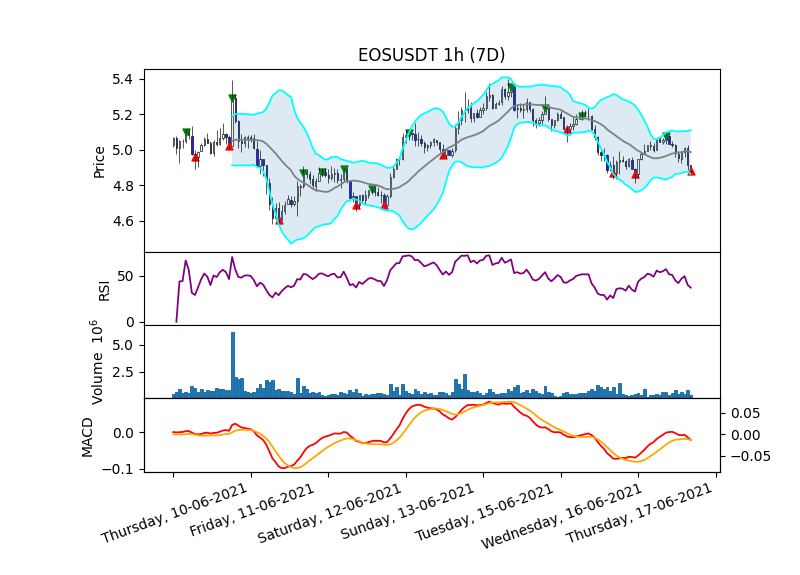 EOSUSDT 1h (7D)
5.4
5.2
5.0
4.8
4.6
Price
50
0
RSI
5.0
2.5
Volume 10^6
0.0
−0.1
MACD
0.05
0.00
−0.05
Thursday, 10-06-2021
Friday, 11-06-2021
Saturday, 12-06-2021
Sunday, 13-06-2021
Tuesday, 15-06-2021
Wednesday, 16-06-2021
Thursday, 17-06-2021